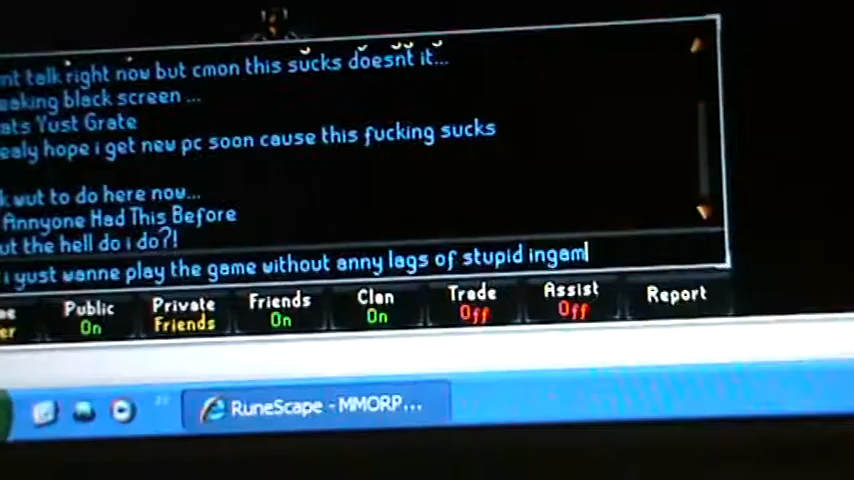 nt talk right now but cmon this sucks doesnt it...
eaking black screen ...
ats Yust Grate
ealy hope i get new pc soon cause this fucking sucks
k wut to do here now...
Annyone Had This Before
ut the hell do i do?!
i yust wanne play the game without anny lags of stupid ingam
Public Private Friends Clan Trade Assist Report
er On Friends On On Off Off
RuneScape - MMORP...